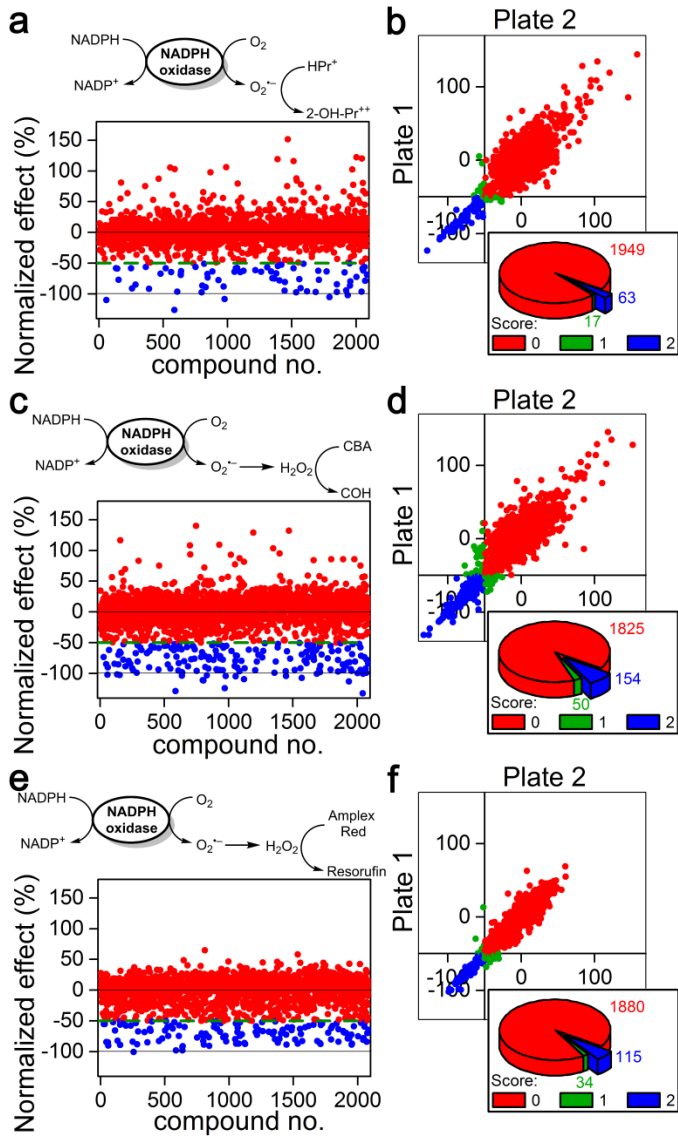 a
NADPH
NADP⁺
NADPH
oxidase
O₂
O₂•−
HPr⁺
2-OH-Pr⁺⁺
Normalized effect (%)
150
100
50
0
-50
-100
0 500 1000 1500 2000
compound no.
b
Plate 2
Plate 1
100
0
-100
0 100
1949
63
17
Score:
0 1 2
c
NADPH
NADP⁺
NADPH
oxidase
O₂
O₂•−
H₂O₂
CBA
COH
Normalized effect (%)
150
100
50
0
-50
-100
0 500 1000 1500 2000
compound no.
d
Plate 2
Plate 1
100
0
-100
0 100
1825
154
50
Score:
0 1 2
e
NADPH
NADP⁺
NADPH
oxidase
O₂
O₂•−
H₂O₂
Amplex
Red
Resorufin
Normalized effect (%)
150
100
50
0
-50
-100
0 500 1000 1500 2000
compound no.
f
Plate 2
Plate 1
100
0
-100
0 100
1880
115
34
Score:
0 1 2